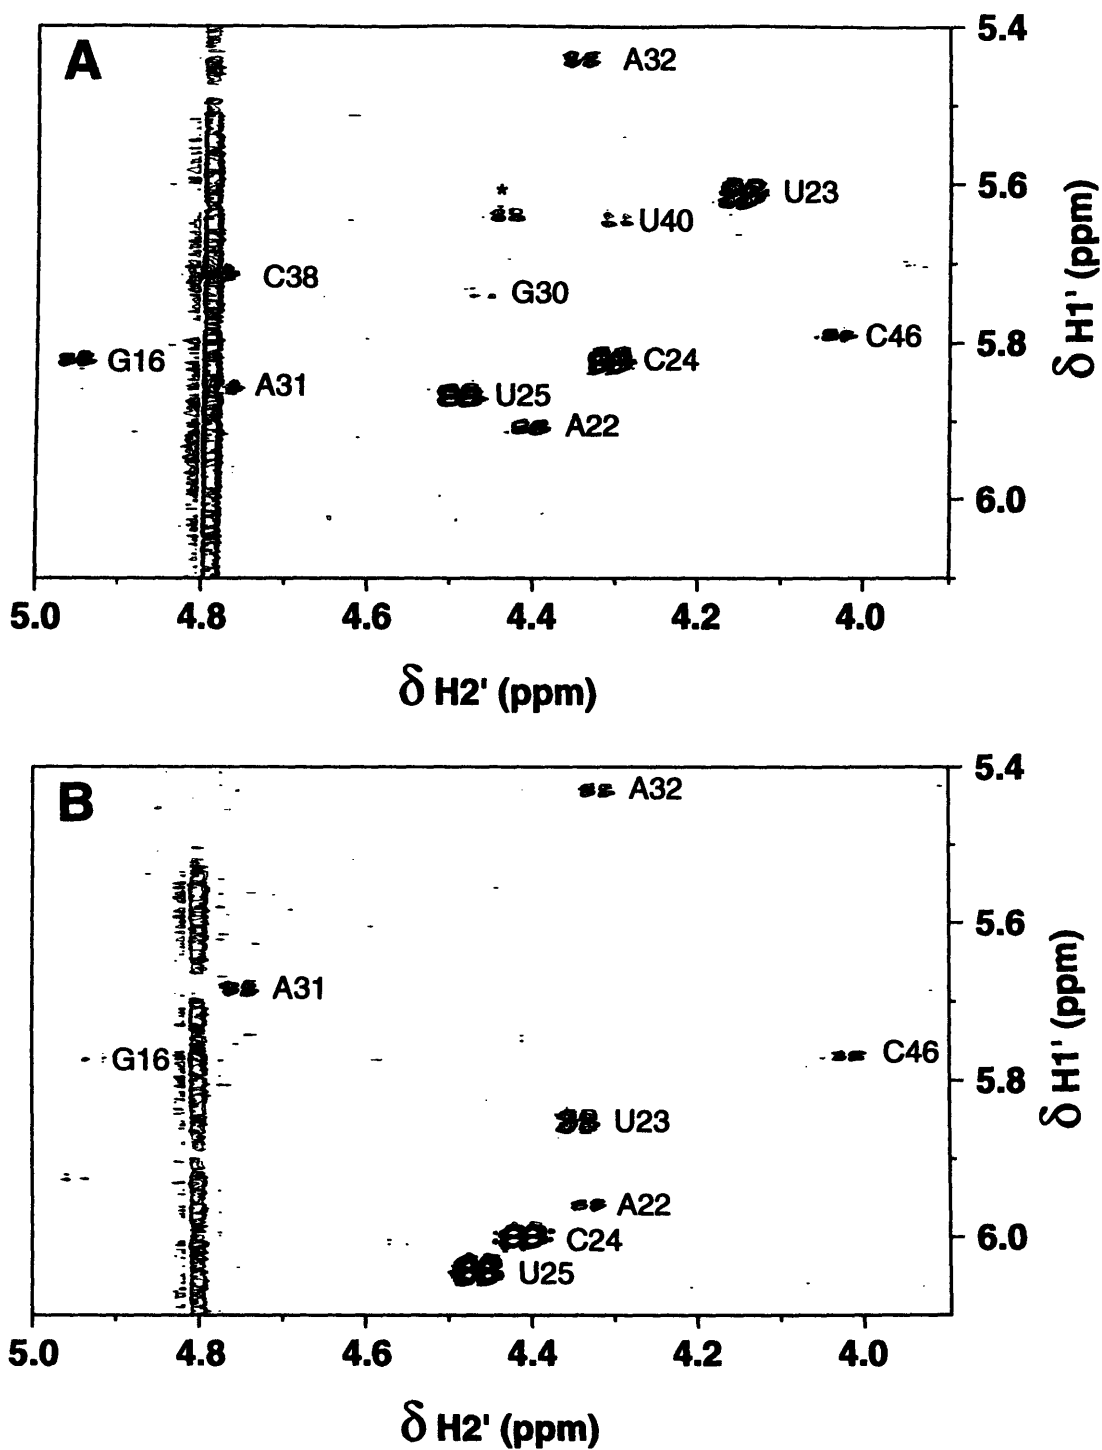 A
5.4
A32
*
5.6
U23
U40
C38
G30
δ H1' (ppm)
C46
5.8
G16
C24
A31
U25
A22
6.0
5.0 4.8 4.6 4.4 4.2 4.0
δ H2' (ppm)
B
5.4
A32
5.6
A31
δ H1' (ppm)
G16
C46
5.8
U23
A22
C24
6.0
U25
5.0 4.8 4.6 4.4 4.2 4.0
δ H2' (ppm)